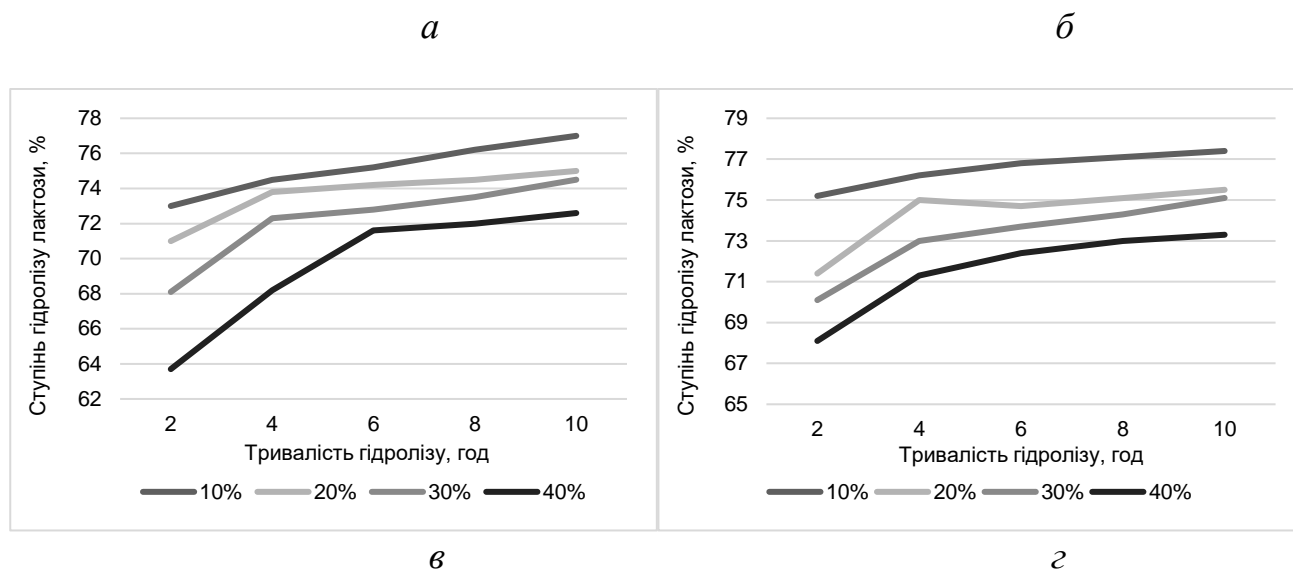 а б
78
76
74
72
70
68
66
64
62
Ступінь гідролізу лактози, %
2 4 6 8 10
Тривалість гідролізу, год
10% 20% 30% 40%
79
77
75
73
71
69
67
65
Ступінь гідролізу лактози, %
2 4 6 8 10
Тривалість гідролізу, год
10% 20% 30% 40%
в г